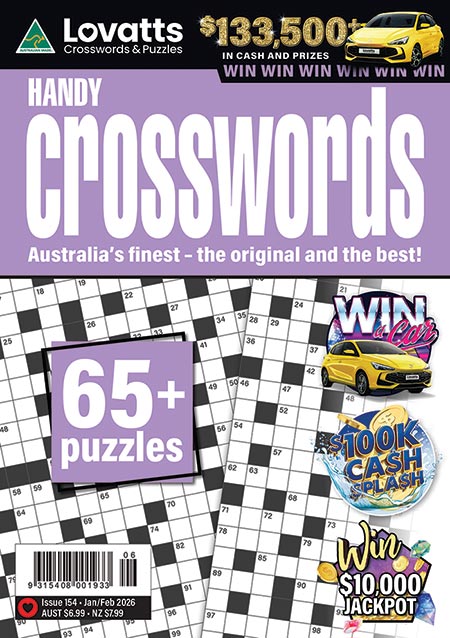 Lovatts
Crosswords & Puzzles
$133,500+
IN CASH AND PRIZES
WIN WIN WIN WIN WIN WIN
HANDY
crosswords
Australia's finest – the original and the best!
WIN
a Car
65+
puzzles
$100K
CASH
SPLASH
Win
$10,000
JACKPOT
06
9 315408 001933
Issue 154 • Jan/Feb 2026
AUST $6.99 • NZ $7.99